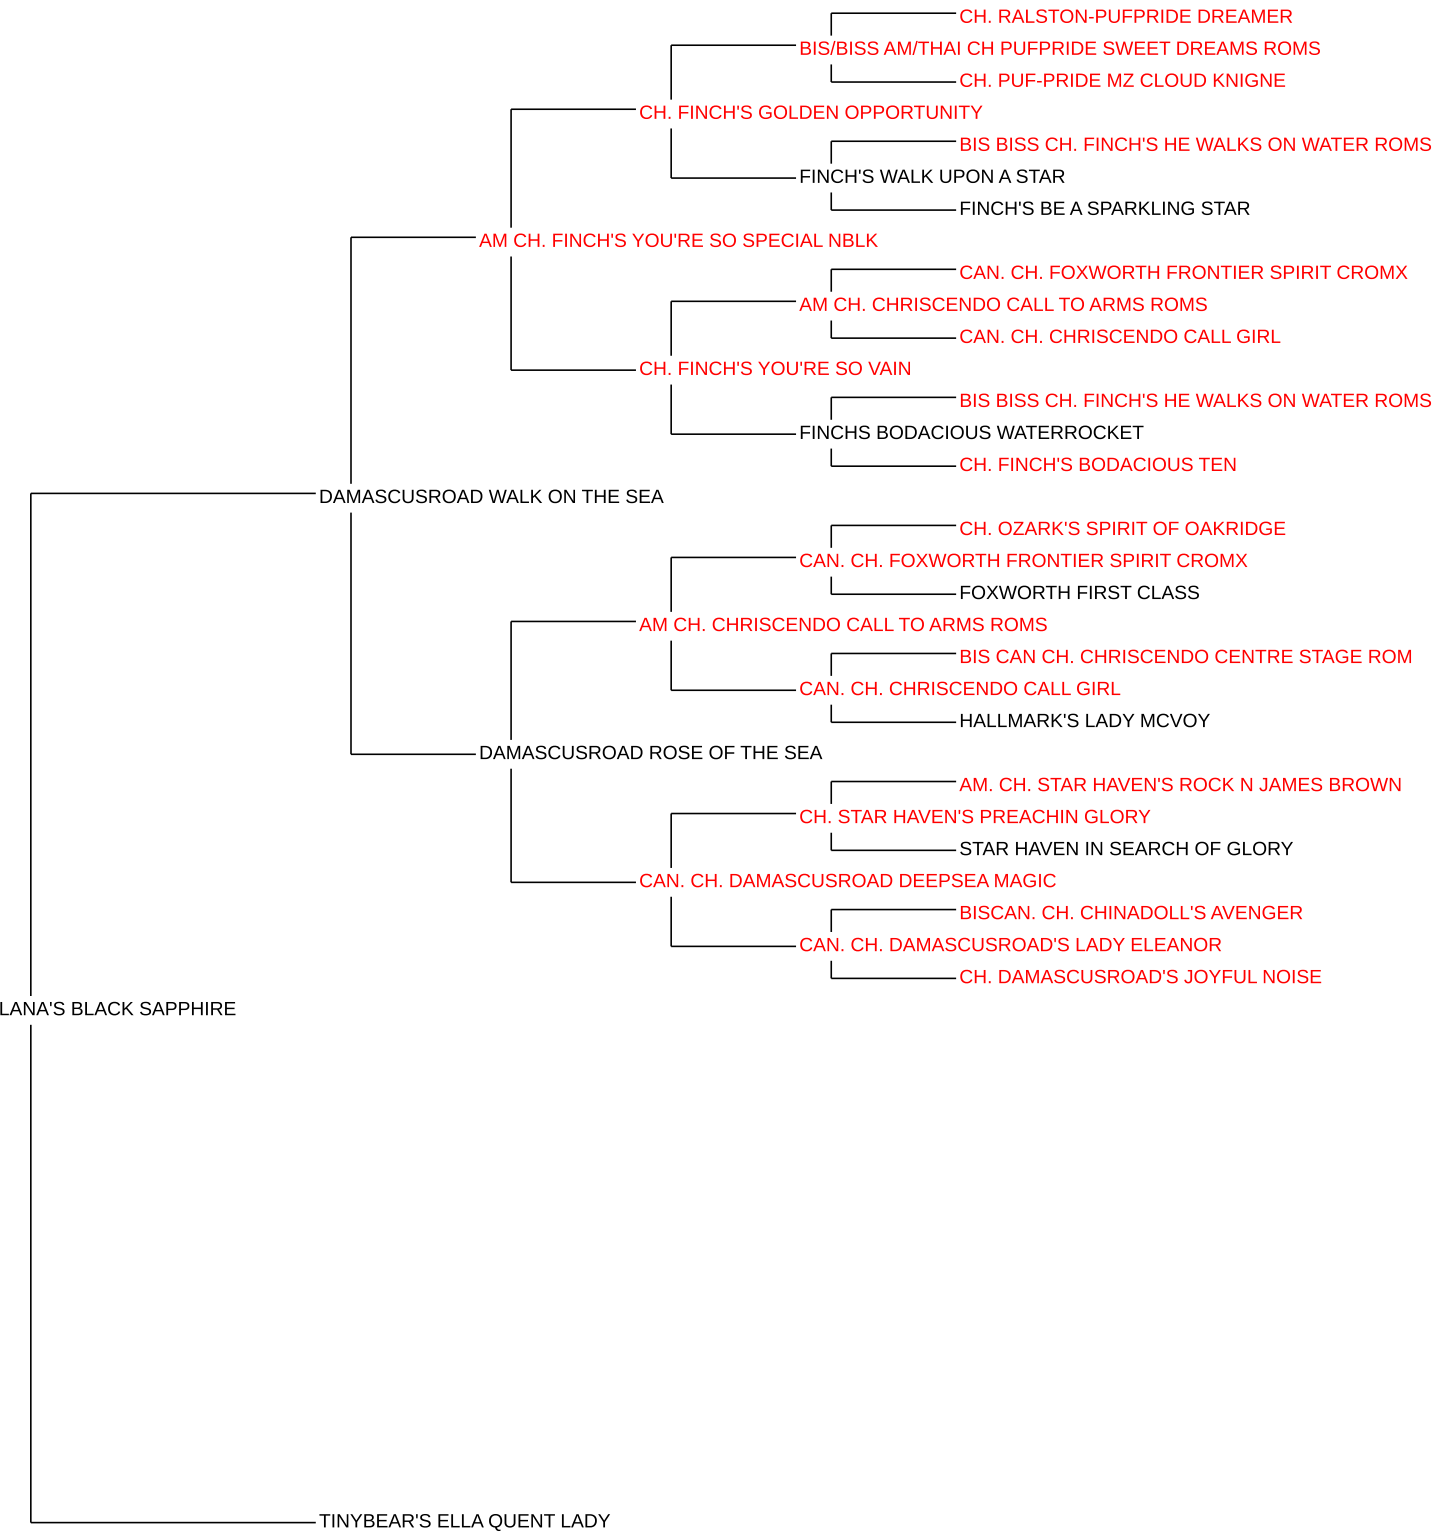 CH. RALSTON-PUFPRIDE DREAMER
BIS/BISS AM/THAI CH PUFPRIDE SWEET DREAMS ROMS
CH. PUF-PRIDE MZ CLOUD KNIGNE
CH. FINCH'S GOLDEN OPPORTUNITY
BIS BISS CH. FINCH'S HE WALKS ON WATER ROMS
FINCH'S WALK UPON A STAR
FINCH'S BE A SPARKLING STAR
AM CH. FINCH'S YOU'RE SO SPECIAL NBLK
CAN. CH. FOXWORTH FRONTIER SPIRIT CROMX
AM CH. CHRISCENDO CALL TO ARMS ROMS
CAN. CH. CHRISCENDO CALL GIRL
CH. FINCH'S YOU'RE SO VAIN
BIS BISS CH. FINCH'S HE WALKS ON WATER ROMS
FINCHS BODACIOUS WATERROCKET
CH. FINCH'S BODACIOUS TEN
DAMASCUSROAD WALK ON THE SEA
CH. OZARK'S SPIRIT OF OAKRIDGE
CAN. CH. FOXWORTH FRONTIER SPIRIT CROMX
FOXWORTH FIRST CLASS
AM CH. CHRISCENDO CALL TO ARMS ROMS
BIS CAN CH. CHRISCENDO CENTRE STAGE ROM
CAN. CH. CHRISCENDO CALL GIRL
HALLMARK'S LADY MCVOY
DAMASCUSROAD ROSE OF THE SEA
AM. CH. STAR HAVEN'S ROCK N JAMES BROWN
CH. STAR HAVEN'S PREACHIN GLORY
STAR HAVEN IN SEARCH OF GLORY
CAN. CH. DAMASCUSROAD DEEPSEA MAGIC
BISCAN. CH. CHINADOLL'S AVENGER
CAN. CH. DAMASCUSROAD'S LADY ELEANOR
CH. DAMASCUSROAD'S JOYFUL NOISE
LANA'S BLACK SAPPHIRE
TINYBEAR'S ELLA QUENT LADY